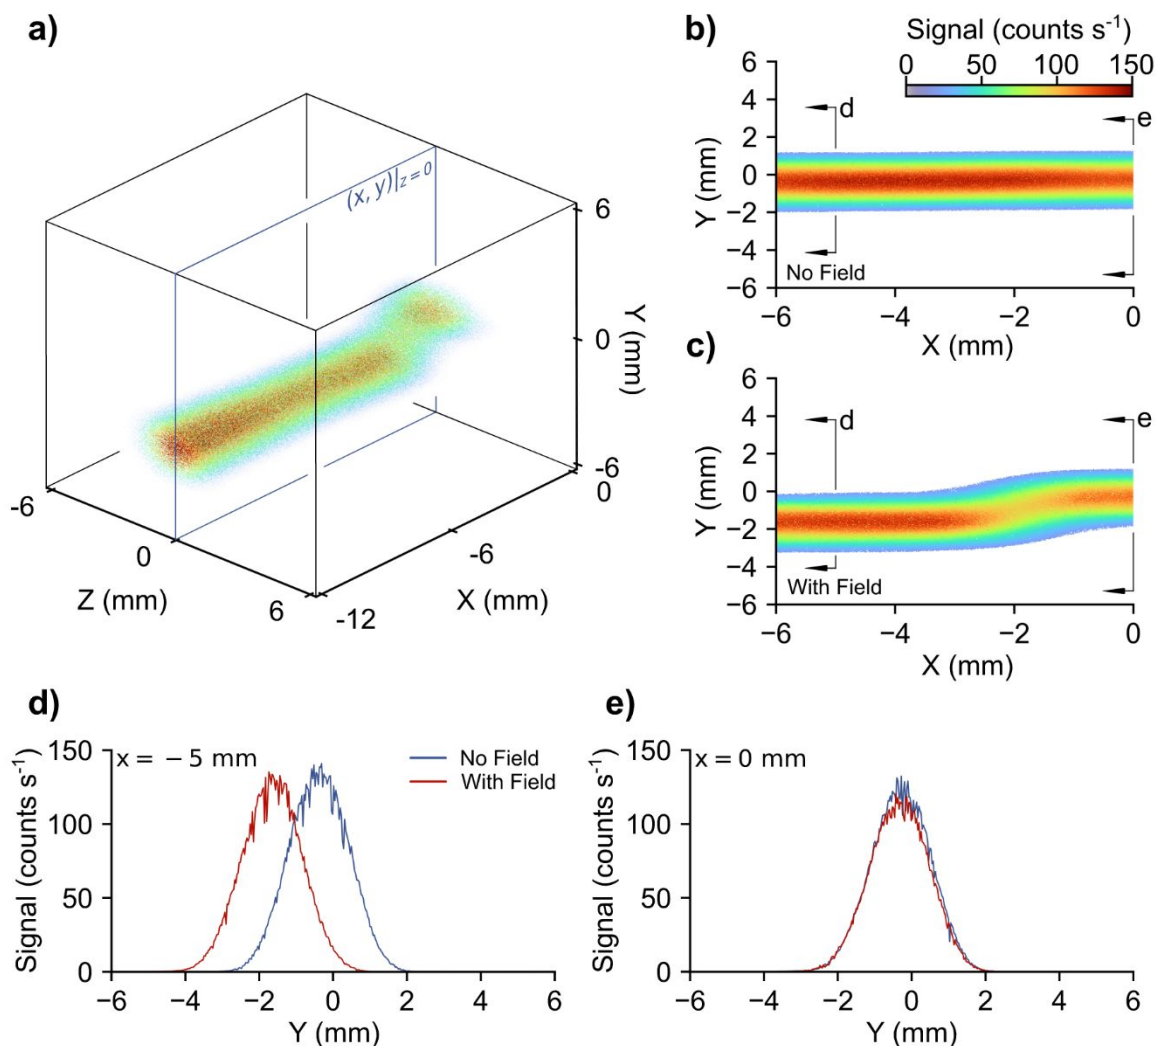 a)
(x, y)|z = 0
6
0
-6
Y (mm)
-6
0
6
Z (mm)
-12
-6
0
X (mm)
b)
Signal (counts s⁻¹)
0 50 100 150
d
e
6
4
2
0
−2
−4
6
Y (mm)
No Field
−6 −4 −2 0
X (mm)
c)
d
e
6
4
2
0
−2
−4
6
Y (mm)
With Field
−6 −4 −2 0
X (mm)
d)
x = − 5 mm
No Field
With Field
150
100
50
0
Signal (counts s⁻¹)
−6 −4 −2 0 2 4 6
Y (mm)
e)
x = 0 mm
150
100
50
0
Signal (counts s⁻¹)
−6 −4 −2 0 2 4 6
Y (mm)